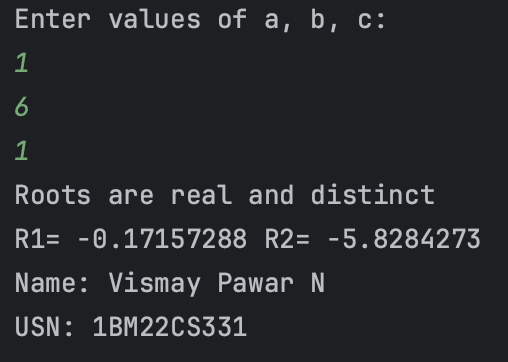 Enter values of a, b, c:
1
6
1
Roots are real and distinct
R1= -0.17157288 R2= -5.8284273
Name: Vismay Pawar N
USN: 1BM22CS331